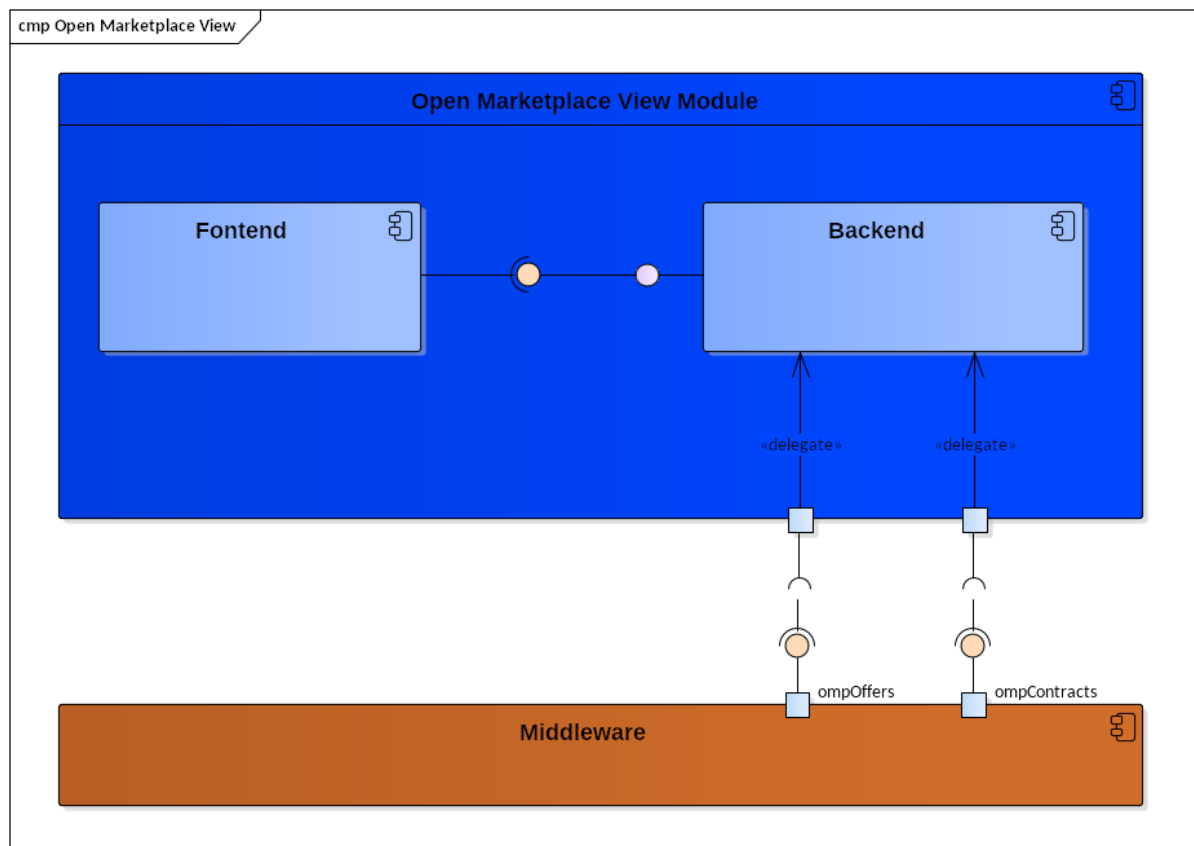 cmp Open Marketplace View
Open Marketplace View Module
Fontend
Backend
«delegate»
«delegate»
ompOffers
ompContracts
Middleware